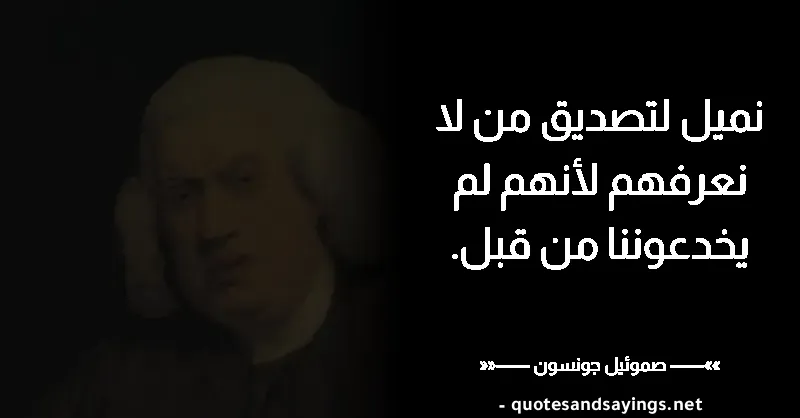 نميل لتصديق من لا
نعرفهم لأنهم لم
يخدعوننا من قبل.
»»—— صموئيل جونسون ——««
- quotesandsayings.net